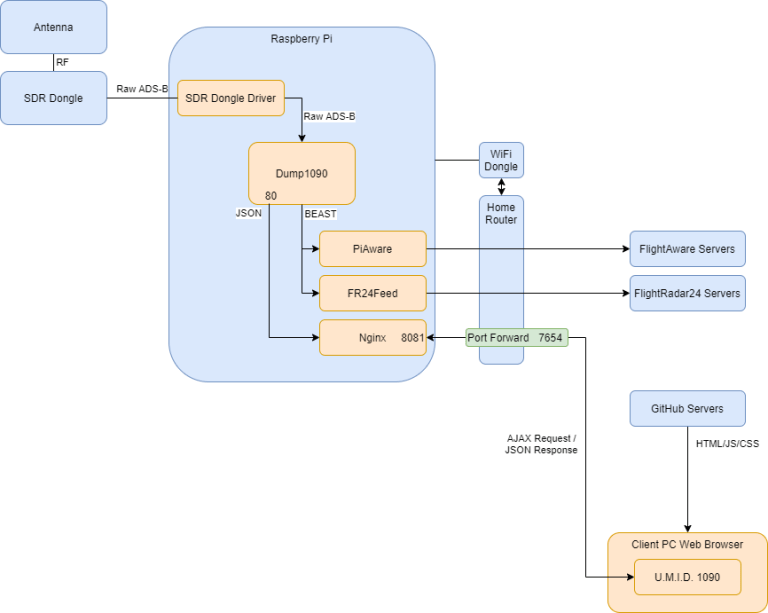 Antenna
RF
SDR Dongle
Raw ADS-B
Raspberry Pi
SDR Dongle Driver
Raw ADS-B
Dump1090
80
JSON
BEAST
WiFi
Dongle
Home
Router
PiAware
FR24Feed
Nginx 8081
Port Forward 7654
FlightAware Servers
FlightRadar24 Servers
GitHub Servers
HTML/JS/CSS
AJAX Request /
JSON Response
Client PC Web Browser
U.M.I.D. 1090